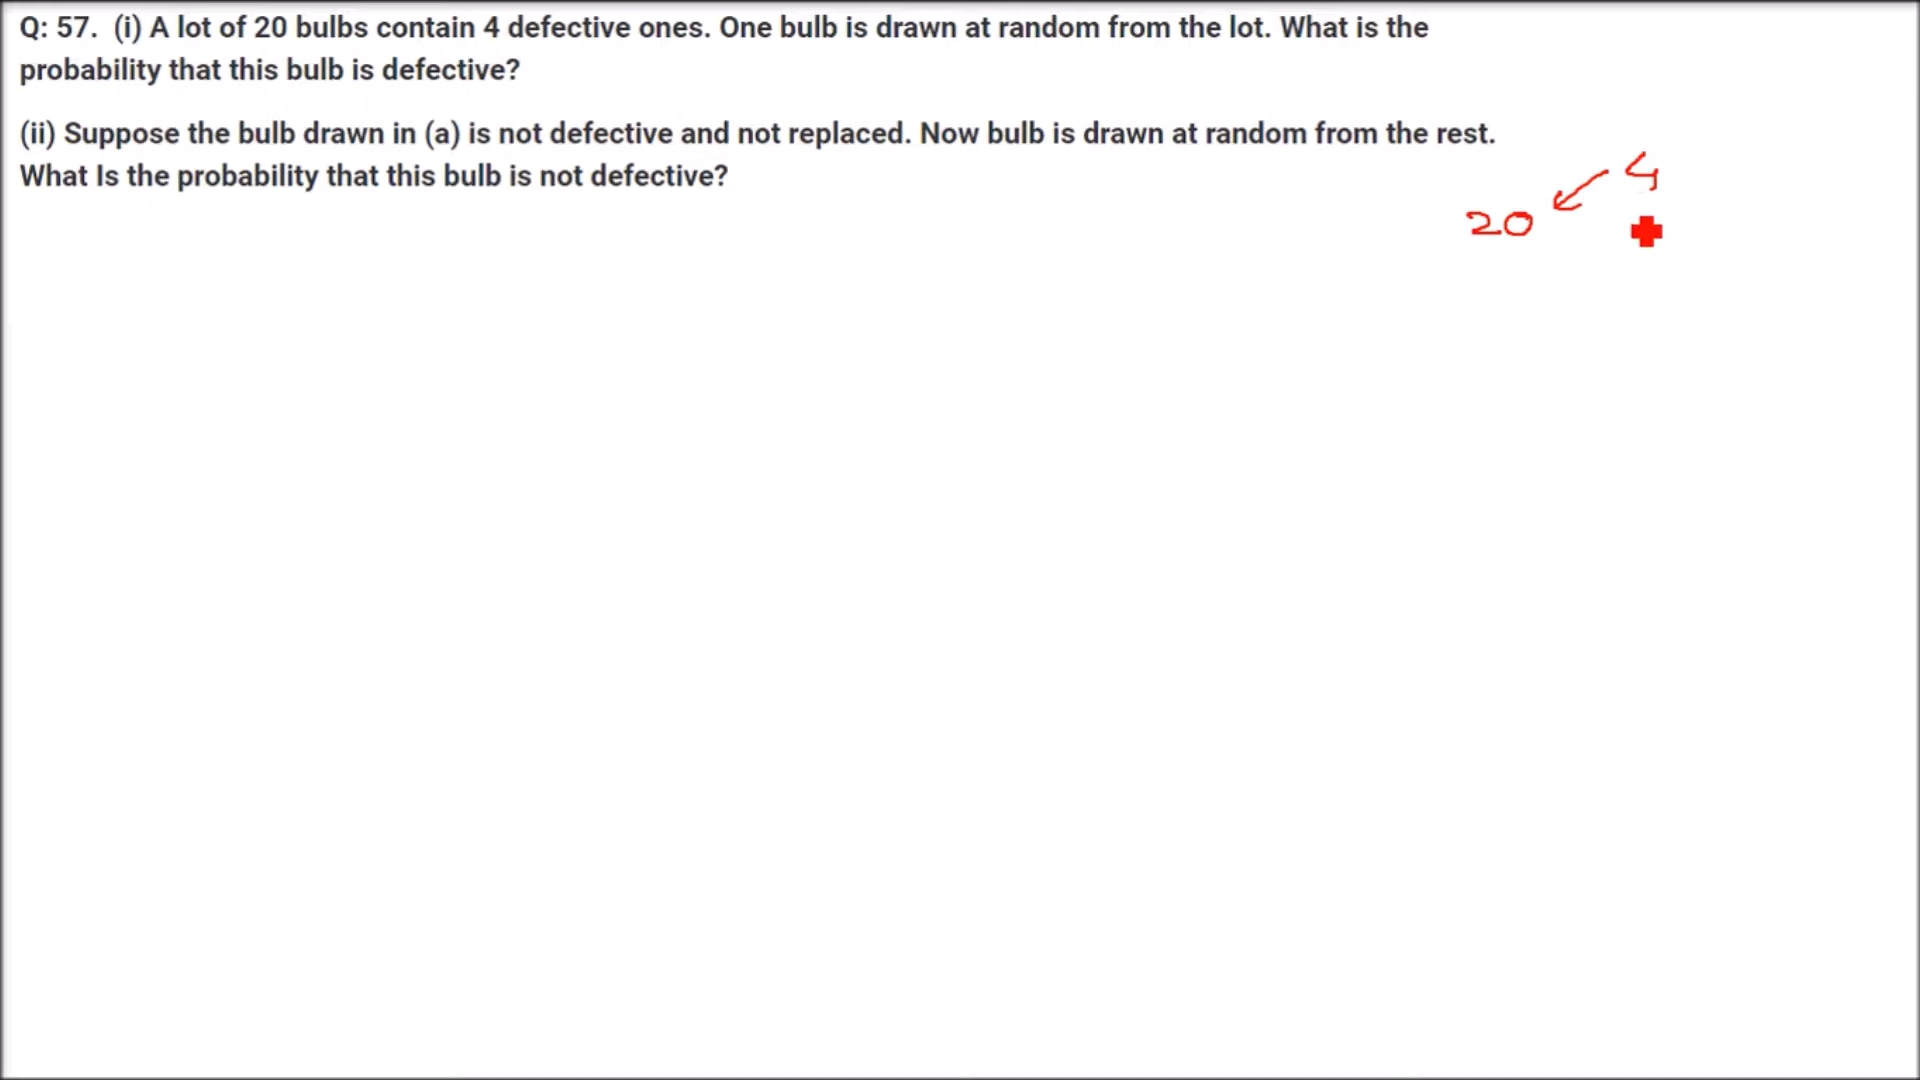 Q: 57. (i) A lot of 20 bulbs contain 4 defective ones. One bulb is drawn at random from the lot. What is the
probability that this bulb is defective?
(ii) Suppose the bulb drawn in (a) is not defective and not replaced. Now bulb is drawn at random from the rest.
What Is the probability that this bulb is not defective?
4
20